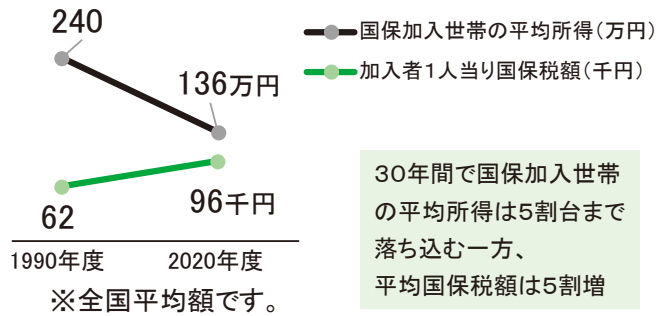 240
136万円
62
96千円
1990年度
2020年度
※全国平均額です。
国保加入世帯の平均所得（万円）
加入者１人当り国保税額（千円）
30年間で国保加入世帯
の平均所得は5割台まで
落ち込む一方、
平均国保税額は5割増